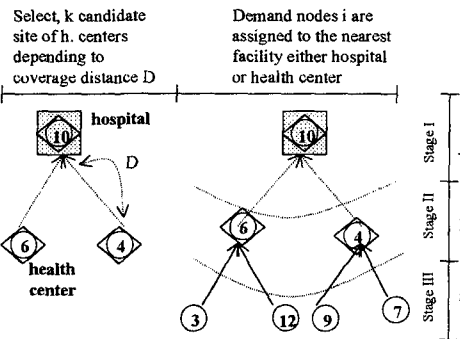 Select, k candidate
site of h. centers
depending to
coverage distance D
Demand nodes i are
assigned to the nearest
facility either hospital
or health center
hospital
10
D
6
4
health
center
10
6
4
3
12
9
7
Stage I
Stage II
Stage III